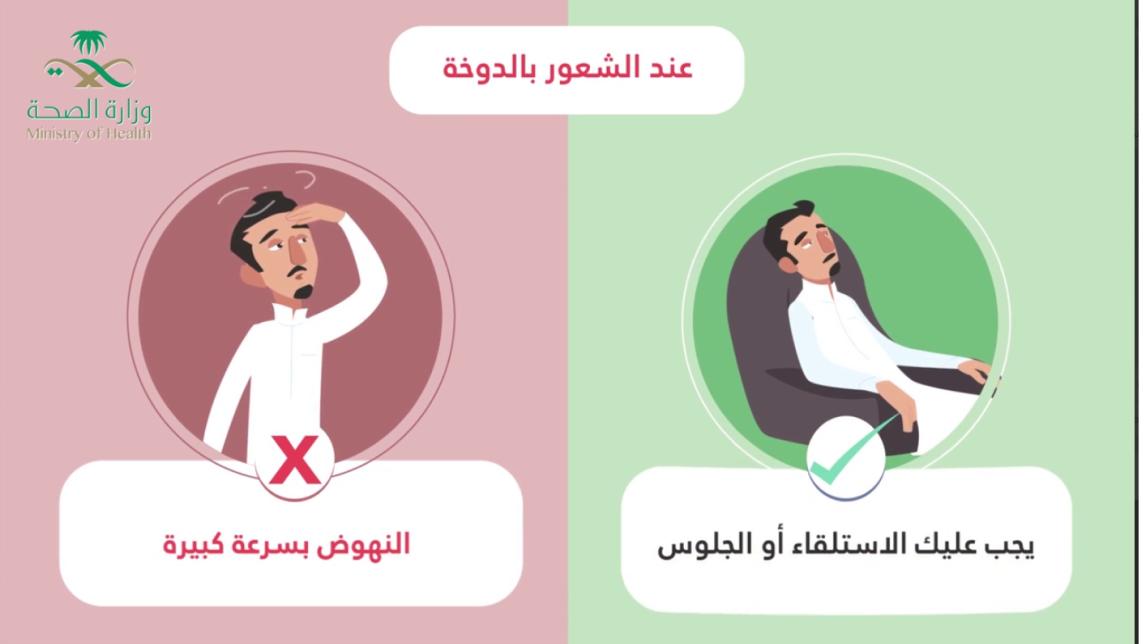 وزارة الصحة
Ministry of Health
عند الشعور بالدوخة
يجب عليك الاستلقاء أو الجلوس
النهوض بسرعة كبيرة
X